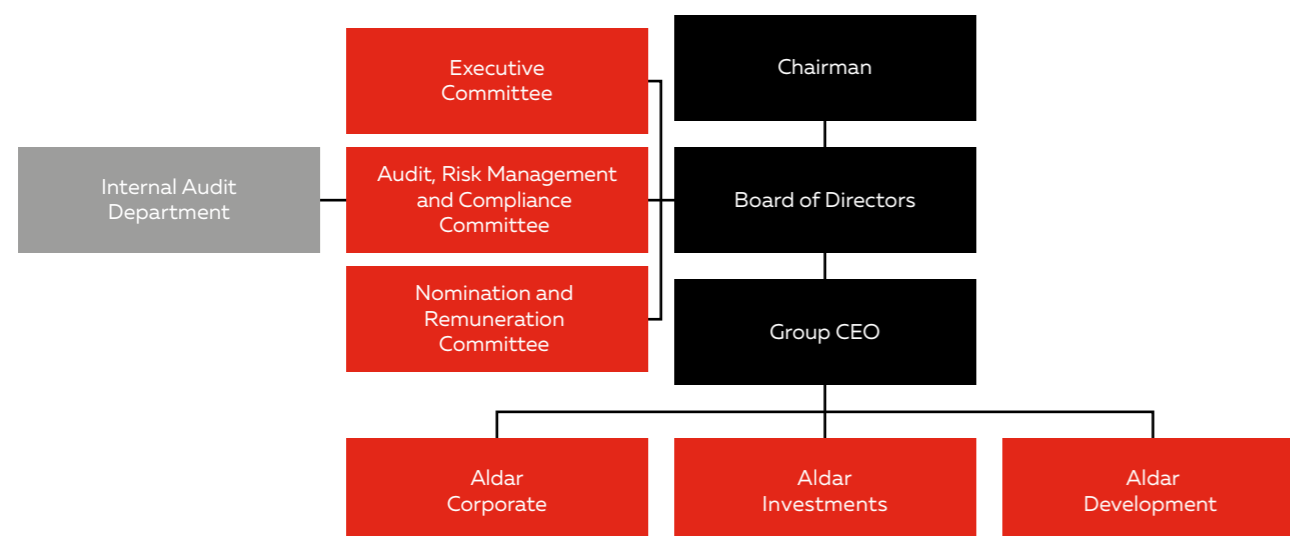 Executive
Committee
Chairman
Internal Audit
Department
Audit, Risk Management
and Compliance
Committee
Board of Directors
Nomination and
Remuneration
Committee
Group CEO
Aldar
Corporate
Aldar
Investments
Aldar
Development